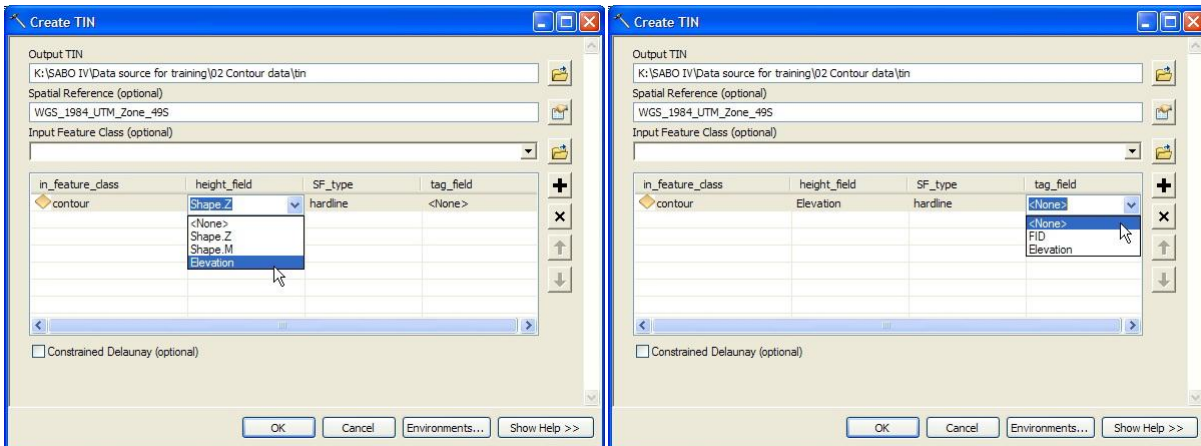 Create TIN
Output TIN
K:\SABO IV\Data source for training\02 Contour data\tin
Spatial Reference (optional)
WGS_1984_UTM_Zone_49S
Input Feature Class (optional)
in_feature_class height_field SF_type tag_field
contour Shape.Z hardline <None>
<None>
Shape.Z
Shape.M
Elevation
Constrained Delaunay (optional)
OK Cancel Environments... Show Help >>
Create TIN
Output TIN
K:\SABO IV\Data source for training\02 Contour data\tin
Spatial Reference (optional)
WGS_1984_UTM_Zone_49S
Input Feature Class (optional)
in_feature_class height_field SF_type tag_field
contour Elevation hardline <None>
<None>
FID
Elevation
Constrained Delaunay (optional)
OK Cancel Environments... Show Help >>